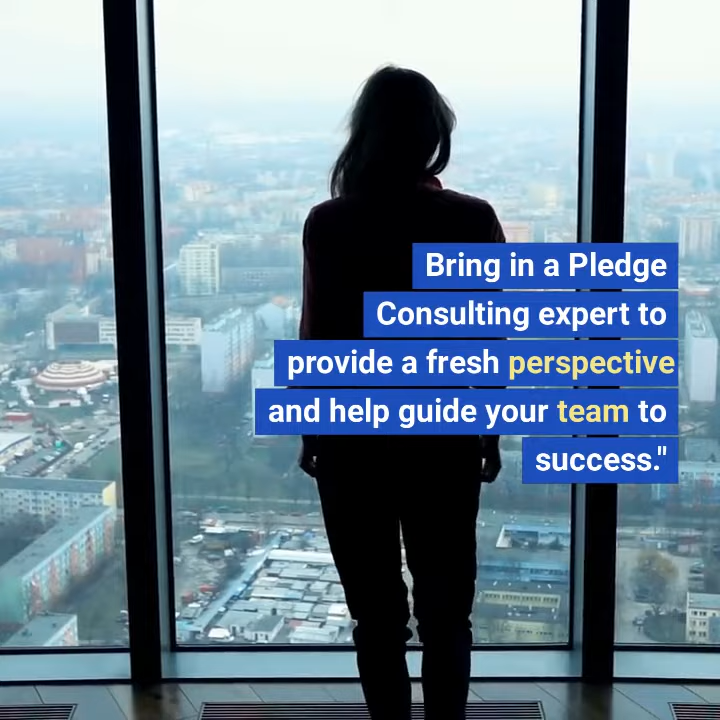 Bring in a Pledge
Consulting expert to
provide a fresh perspective
and help guide your team to
success."